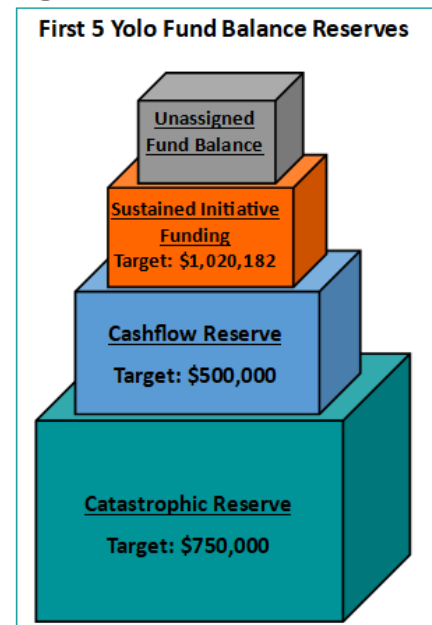 First 5 Yolo Fund Balance Reserves
Unassigned
Fund Balance
Sustained Initiative
Funding
Target: $1,020,182
Cashflow Reserve
Target: $500,000
Catastrophic Reserve
Target: $750,000